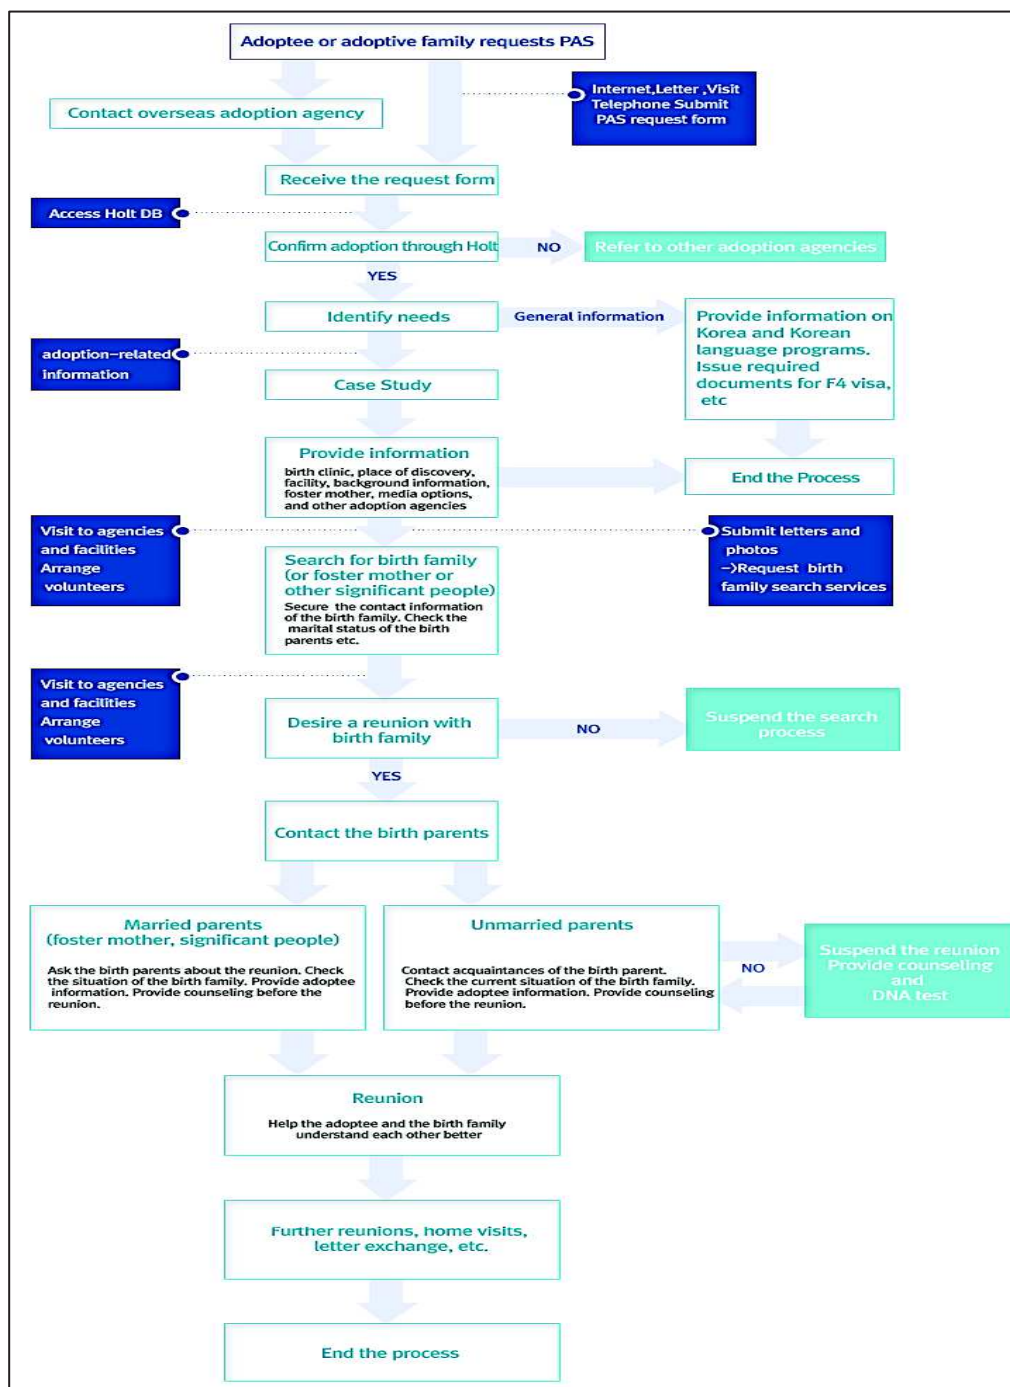 Adoptee or adoptive family requests PAS
Internet,Letter ,Visit
Telephone Submit
PAS request form
Contact overseas adoption agency
Receive the request form
Access Holt DB
Confirm adoption through Holt
NO
Refer to other adoption agencies
YES
Identify needs
General information
Provide information on
Korea and Korean
language programs.
Issue required
documents for F4 visa,
etc
adoption-related
information
Case Study
Provide information
birth clinic, place of discovery,
facility, background information,
foster mother, media options,
and other adoption agencies
End the Process
Visit to agencies
and facilities
Arrange
volunteers
Submit letters and
photos
->Request birth
family search services
Search for birth family
(or foster mother or
other significant people)
Secure the contact information
of the birth family. Check the
marital status of the birth
parents etc.
Visit to agencies
and facilities
Arrange
volunteers
Desire a reunion with
birth family
NO
Suspend the search
process
YES
Contact the birth parents
Married parents
(foster mother, significant people)
Ask the birth parents about the reunion. Check
the situation of the birth family. Provide adoptee
information. Provide counseling before the
reunion.
Unmarried parents
Contact acquaintances of the birth parent.
Check the current situation of the birth family.
Provide adoptee information. Provide counseling
before the reunion.
NO
Suspend the reunion
Provide counseling
and
DNA test
Reunion
Help the adoptee and the birth family
understand each other better
Further reunions, home visits,
letter exchange, etc.
End the process